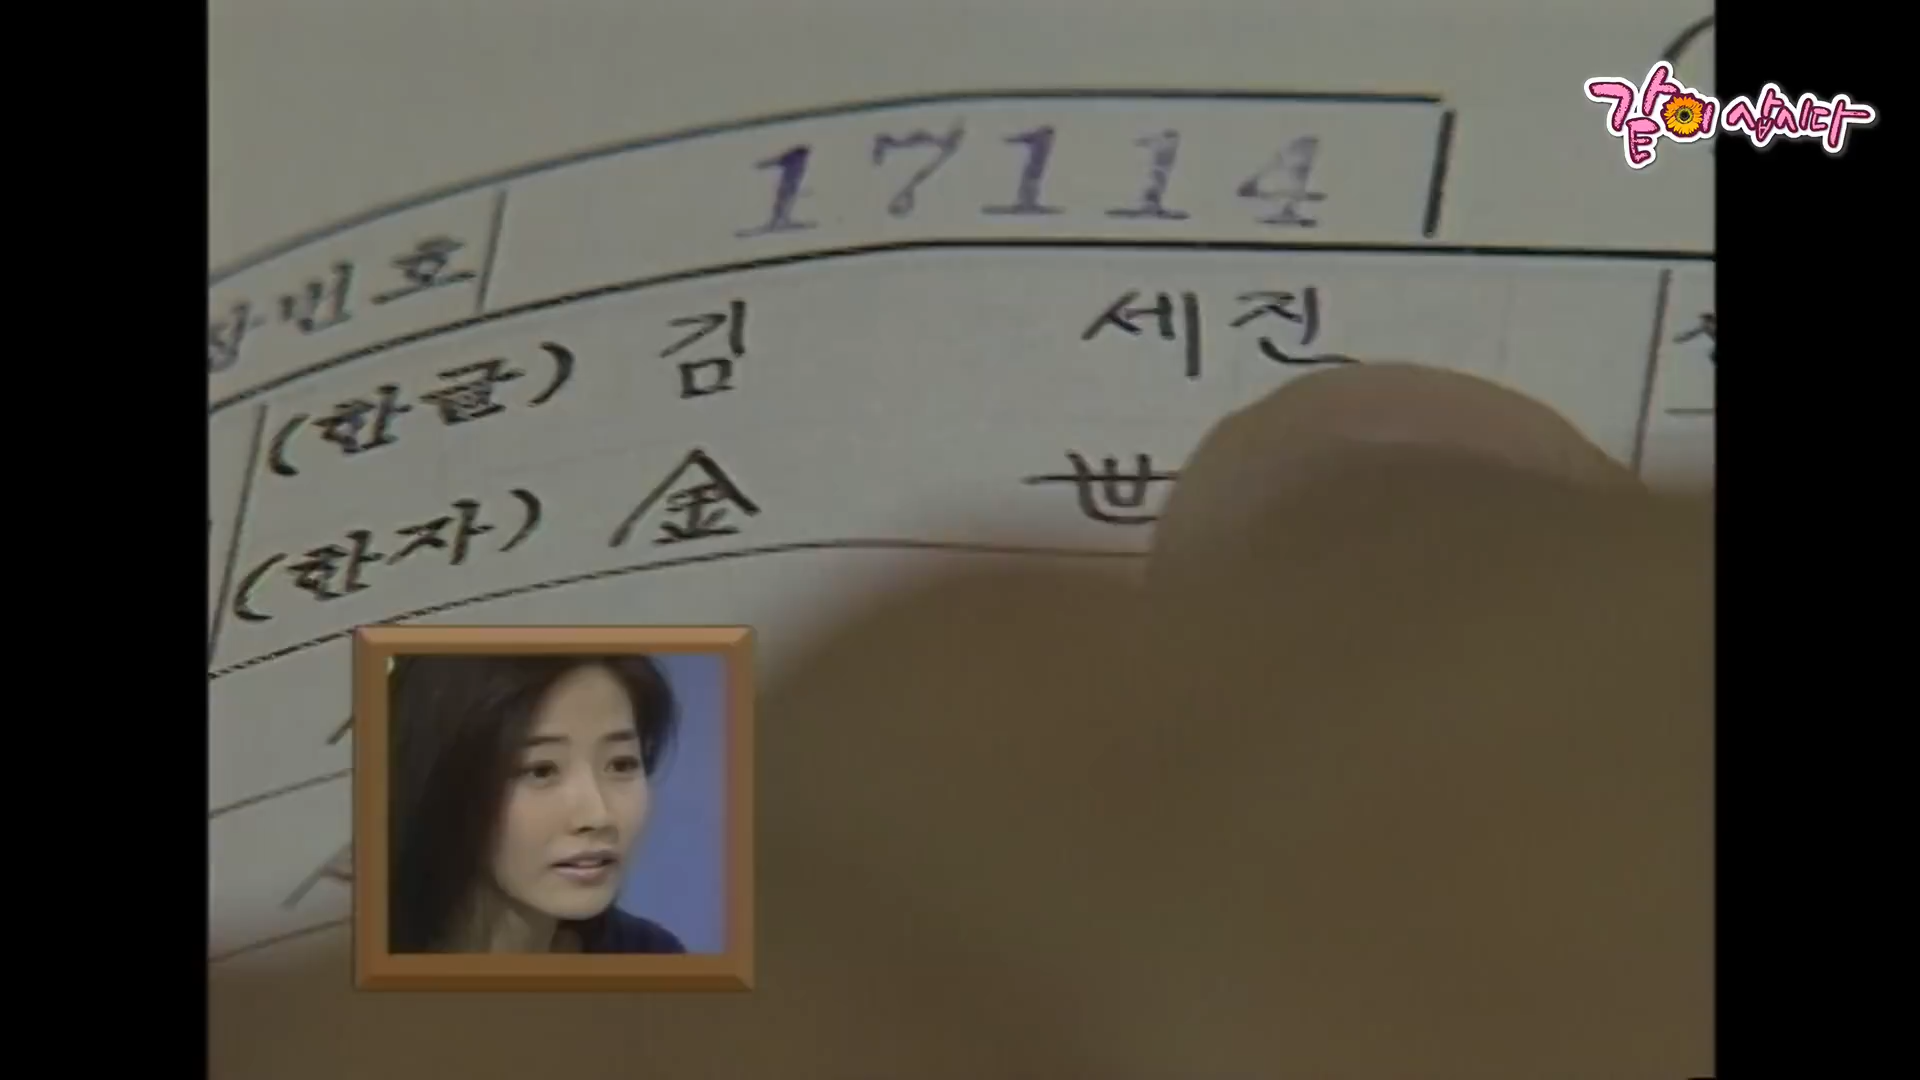 같이 삽시다
17114
번호
(한글) 김 세진
(한자) 金 世